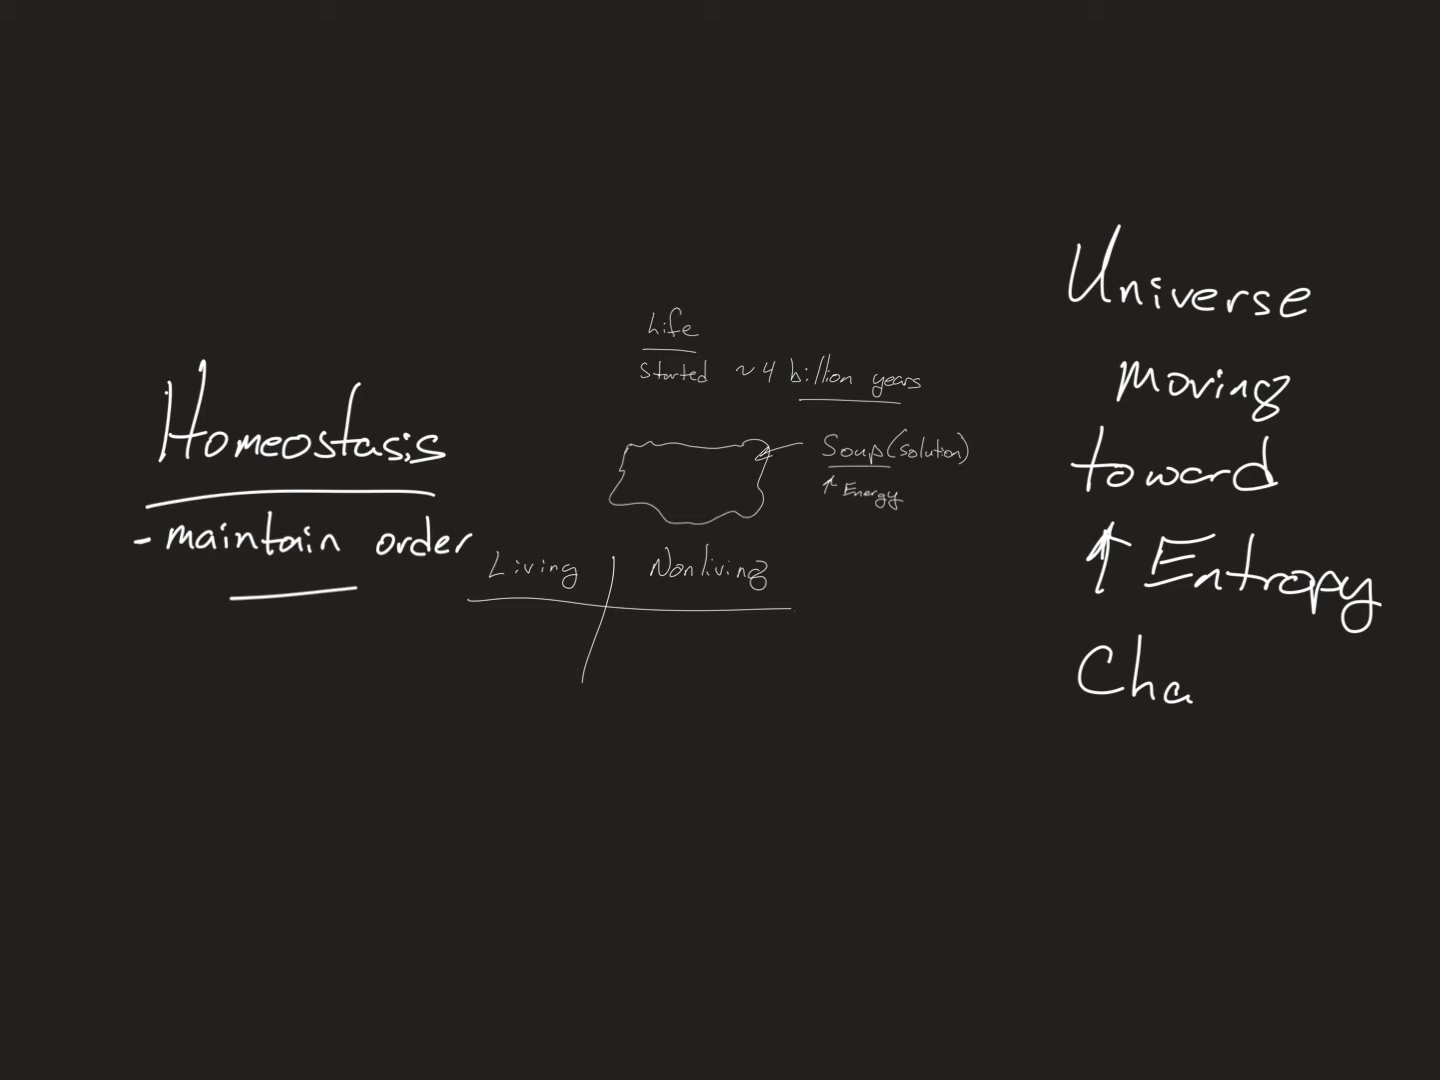 Homeostasis
- maintain order
Life
Started ~4 billion years
Soup (solution)
↑ Energy
Living
Nonliving
Universe
moving
toward
↑ Entropy
Cha